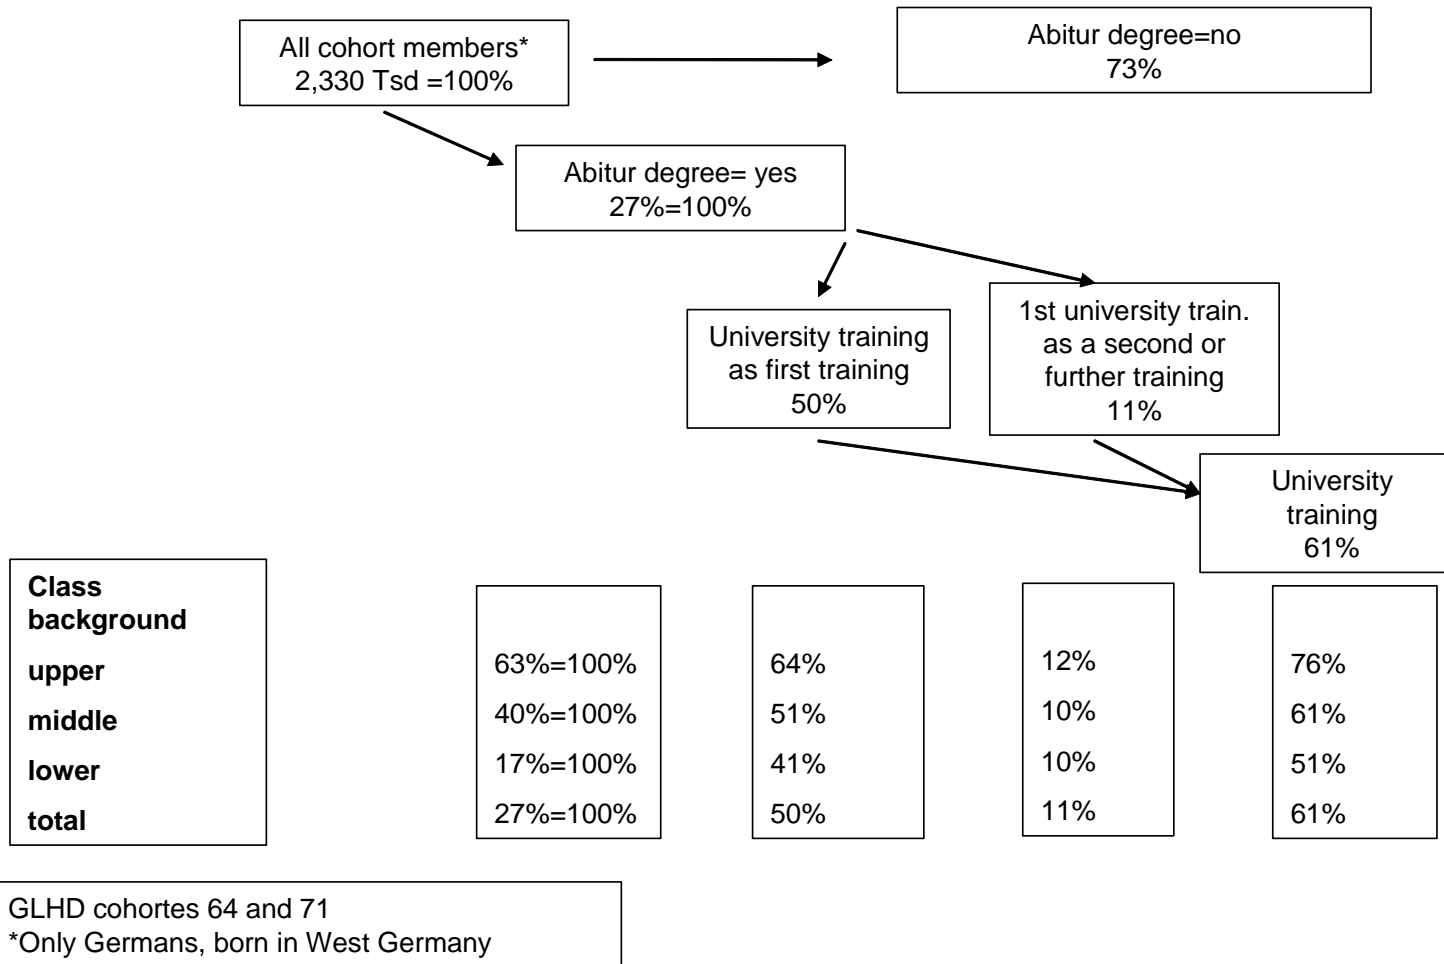 All cohort members*
2,330 Tsd =100%
Abitur degree=no
73%
Abitur degree= yes
27%=100%
University training
as first training
50%
1st university train.
as a second or
further training
11%
University
training
61%
Class
background
upper 63%=100% 64% 12% 76%
middle 40%=100% 51% 10% 61%
lower 17%=100% 41% 10% 51%
total 27%=100% 50% 11% 61%
GLHD cohortes 64 and 71
*Only Germans, born in West Germany